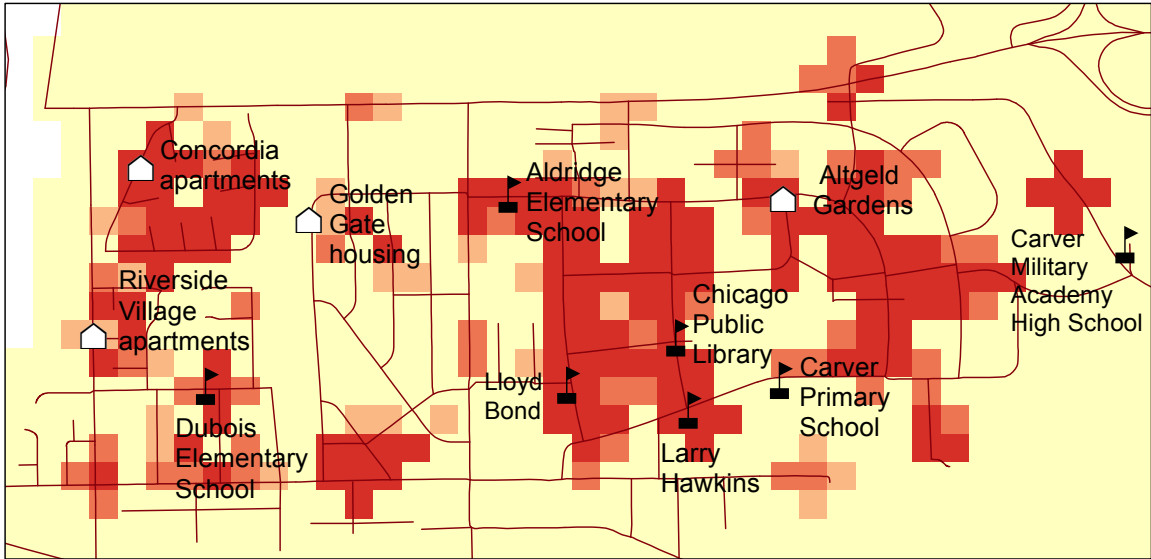 Concordia
apartments
Golden
Gate
housing
Aldridge
Elementary
School
Altgeld
Gardens
Carver
Military
Academy
High School
Riverside
Village
apartments
Chicago
Public
Library
Lloyd
Bond
Carver
Primary
School
Dubois
Elementary
School
Larry
Hawkins